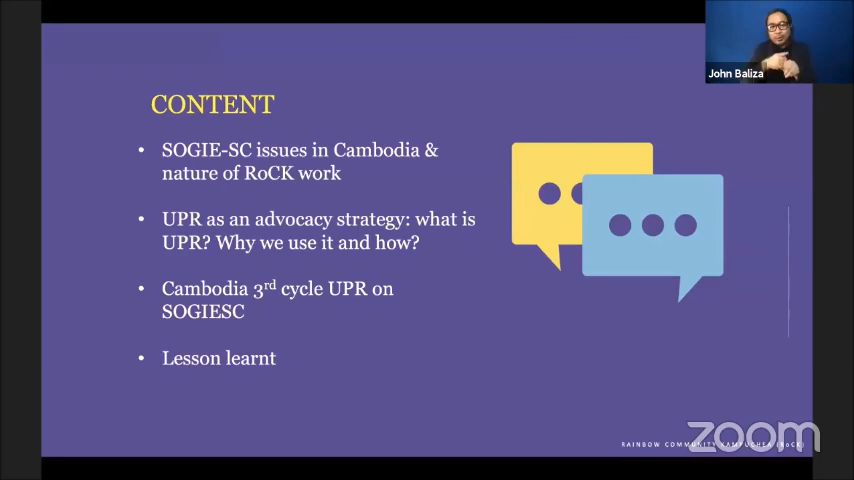 John Baliza
CONTENT
• SOGIE-SC issues in Cambodia &
nature of RoCK work
• UPR as an advocacy strategy: what is
UPR? Why we use it and how?
• Cambodia 3rd cycle UPR on
SOGIESC
• Lesson learnt
RAINBOW COMMUNITY KAMPUCHEA (RoCK)
zoom